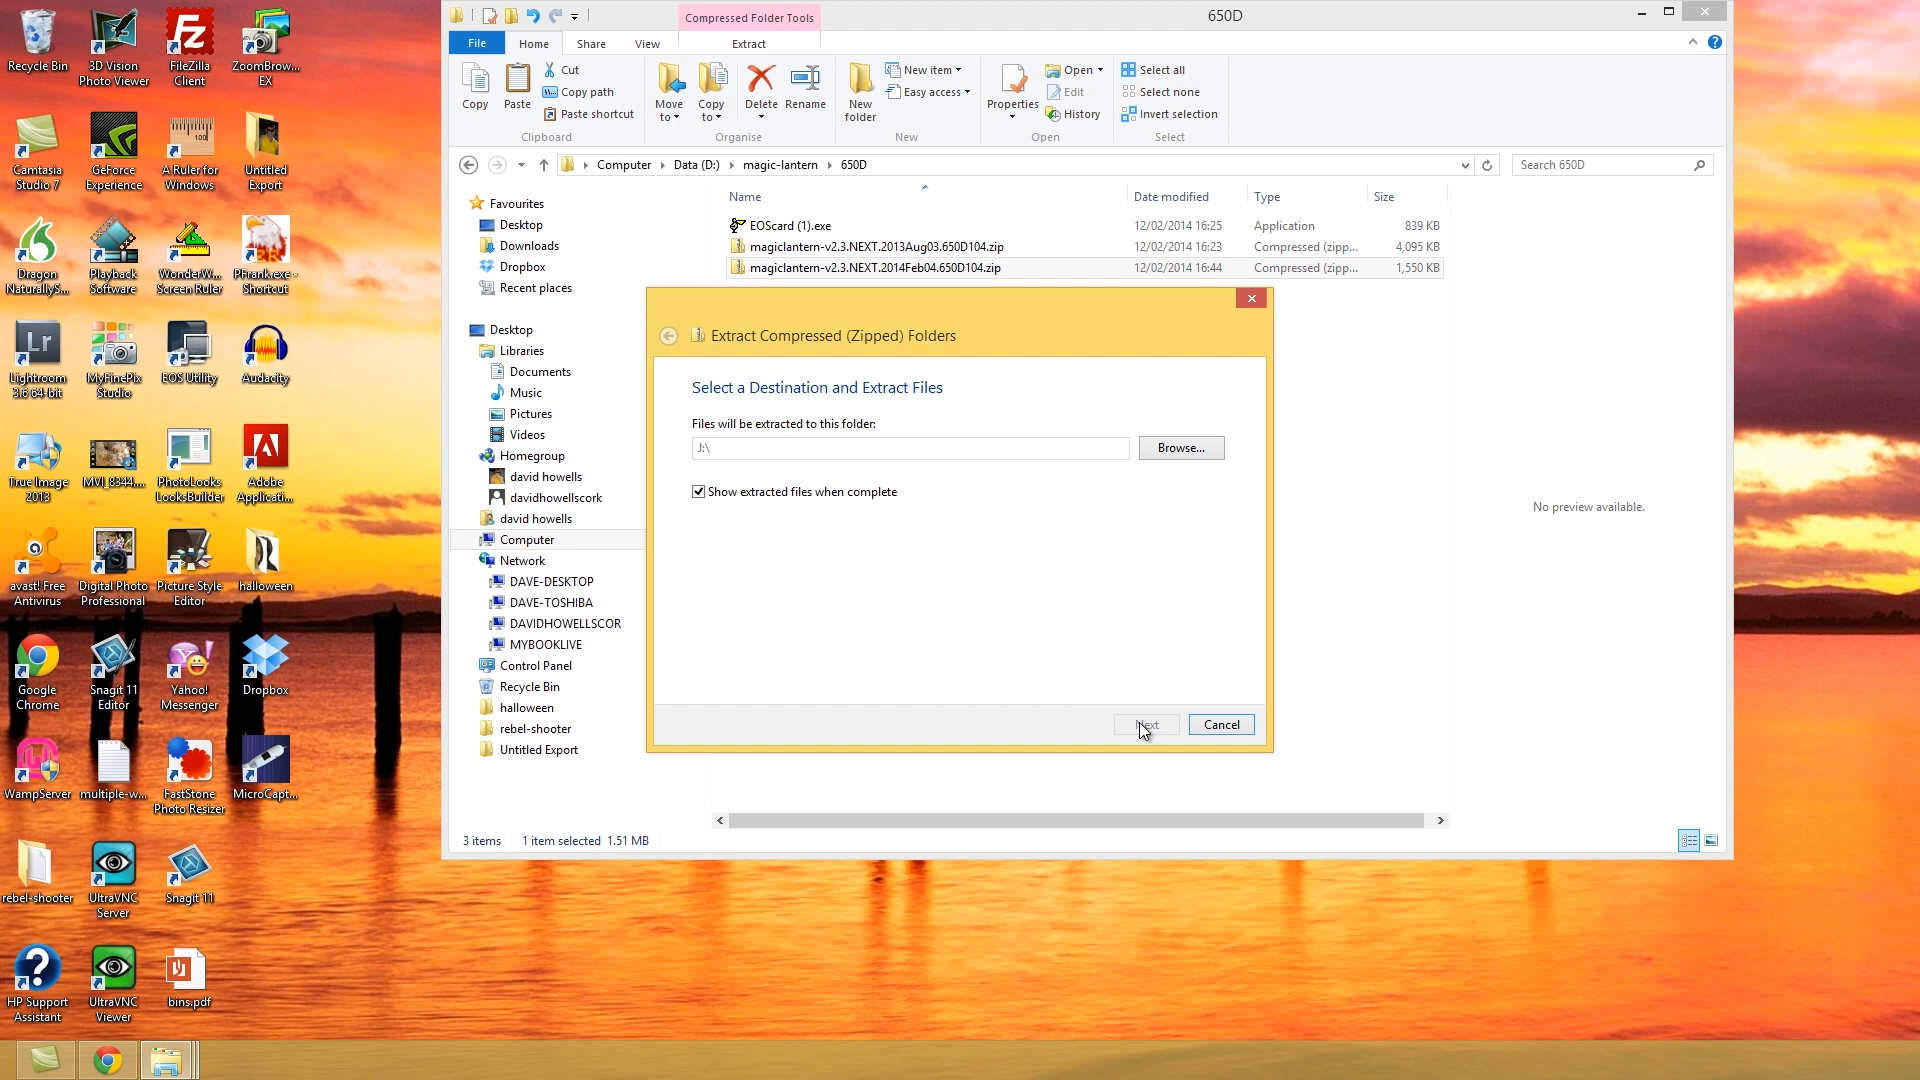 Recycle Bin
3D Vision
Photo Viewer
FileZilla
Client
ZoomBrow...
EX
Camtasia
Studio 7
GeForce
Experience
A Ruler for
Windows
Untitled
Export
Dragon
NaturallyS...
Playback
Software
WonderW...
Screen Ruler
PFrank.exe -
Shortcut
Lightroom
3.6 64-bit
MyFinePix
Studio
EOS Utility
Audacity
True Image
2013
MVI_8344....
PhotoLooks
LooksBuilder
Adobe
Applicati...
avast! Free
Antivirus
Digital Photo
Professional
Picture Style
Editor
halloween
Google
Chrome
Snagit 11
Editor
Yahoo!
Messenger
Dropbox
WampServer
multiple-w...
FastStone
Photo Resizer
MicroCapt...
rebel-shooter
UltraVNC
Server
Snagit 11
HP Support
Assistant
UltraVNC
Viewer
bins.pdf
Compressed Folder Tools
650D
File
Home
Share
View
Extract
Copy
Paste
Cut
Copy path
Paste shortcut
Clipboard
Move
to
Copy
to
Delete
Rename
Organise
New
folder
New item
Easy access
New
Properties
Open
Edit
History
Open
Select all
Select none
Invert selection
Select
Computer
Data (D:)
magic-lantern
650D
Search 650D
Favourites
Desktop
Downloads
Dropbox
Recent places
Desktop
Libraries
Documents
Music
Pictures
Videos
Homegroup
david howells
davidhowellscork
david howells
Computer
Network
DAVE-DESKTOP
DAVE-TOSHIBA
DAVIDHOWELLSCOR
MYBOOKLIVE
Control Panel
Recycle Bin
halloween
rebel-shooter
Untitled Export
Name Date modified Type Size
EOScard (1).exe 12/02/2014 16:25 Application 839 KB
magiclantern-v2.3.NEXT.2013Aug03.650D104.zip 12/02/2014 16:23 Compressed (zipp... 4,095 KB
magiclantern-v2.3.NEXT.2014Feb04.650D104.zip 12/02/2014 16:44 Compressed (zipp... 1,550 KB
Extract Compressed (Zipped) Folders
Select a Destination and Extract Files
Files will be extracted to this folder:
J:\
Browse...
Show extracted files when complete
Next
Cancel
No preview available.
3 items
1 item selected 1.51 MB